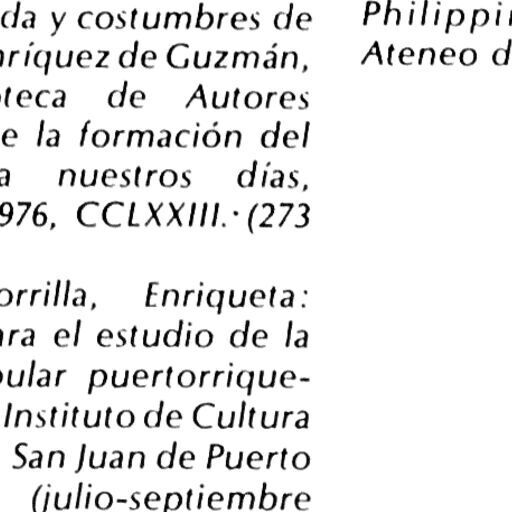 da y costumbres de
ríquez de Guzmán,
teca de Autores
e la formación del
a nuestros días,
976, CCLXXIII. (273
orrilla, Enriqueta:
ra el estudio de la
ular puertorrique-
Instituto de Cultura
San Juan de Puerto
(julio-septiembre
Philippi
Ateneo d